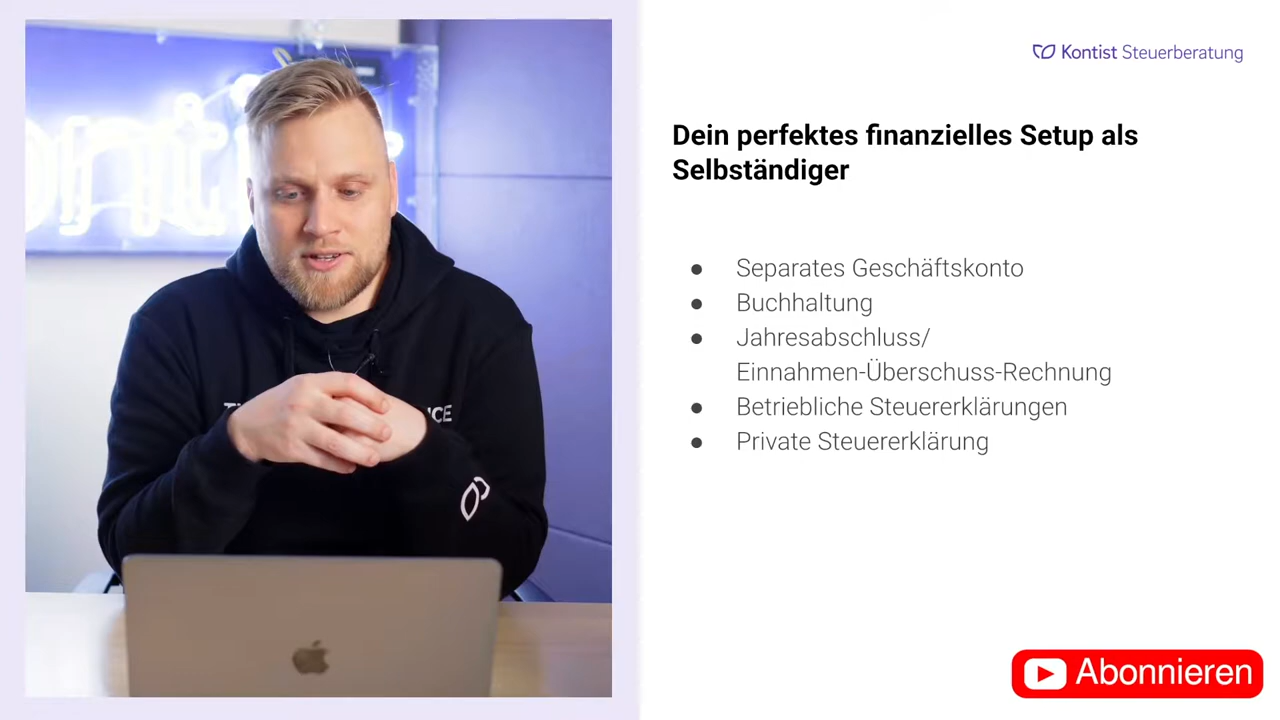 Kontist Steuerberatung
Dein perfektes finanzielles Setup als
Selbständiger
● Separates Geschäftskonto
● Buchhaltung
● Jahresabschluss/
Einnahmen-Überschuss-Rechnung
● Betriebliche Steuererklärungen
● Private Steuererklärung
Abonnieren